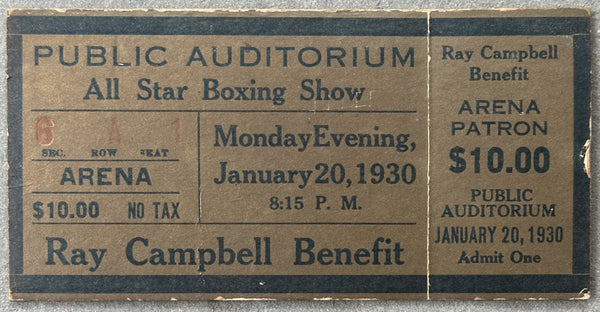 PUBLIC AUDITORIUM
All Star Boxing Show
6 A 1
SEC. ROW SEAT
ARENA
$10.00 NO TAX
Monday Evening,
January 20, 1930
8:15 P. M.
Ray Campbell Benefit
Ray Campbell
Benefit
ARENA
PATRON
$10.00
PUBLIC
AUDITORIUM
JANUARY 20, 1930
Admit One